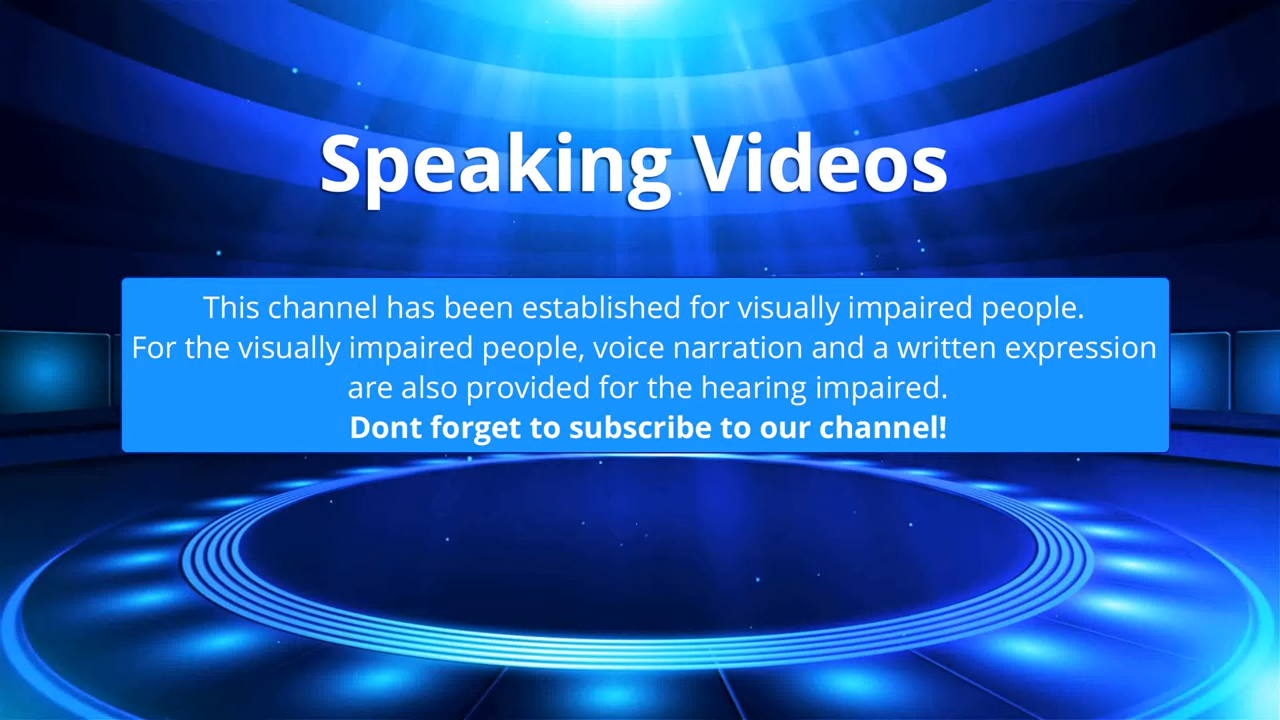 Speaking Videos
This channel has been established for visually impaired people.
For the visually impaired people, voice narration and a written expression
are also provided for the hearing impaired.
Dont forget to subscribe to our channel!